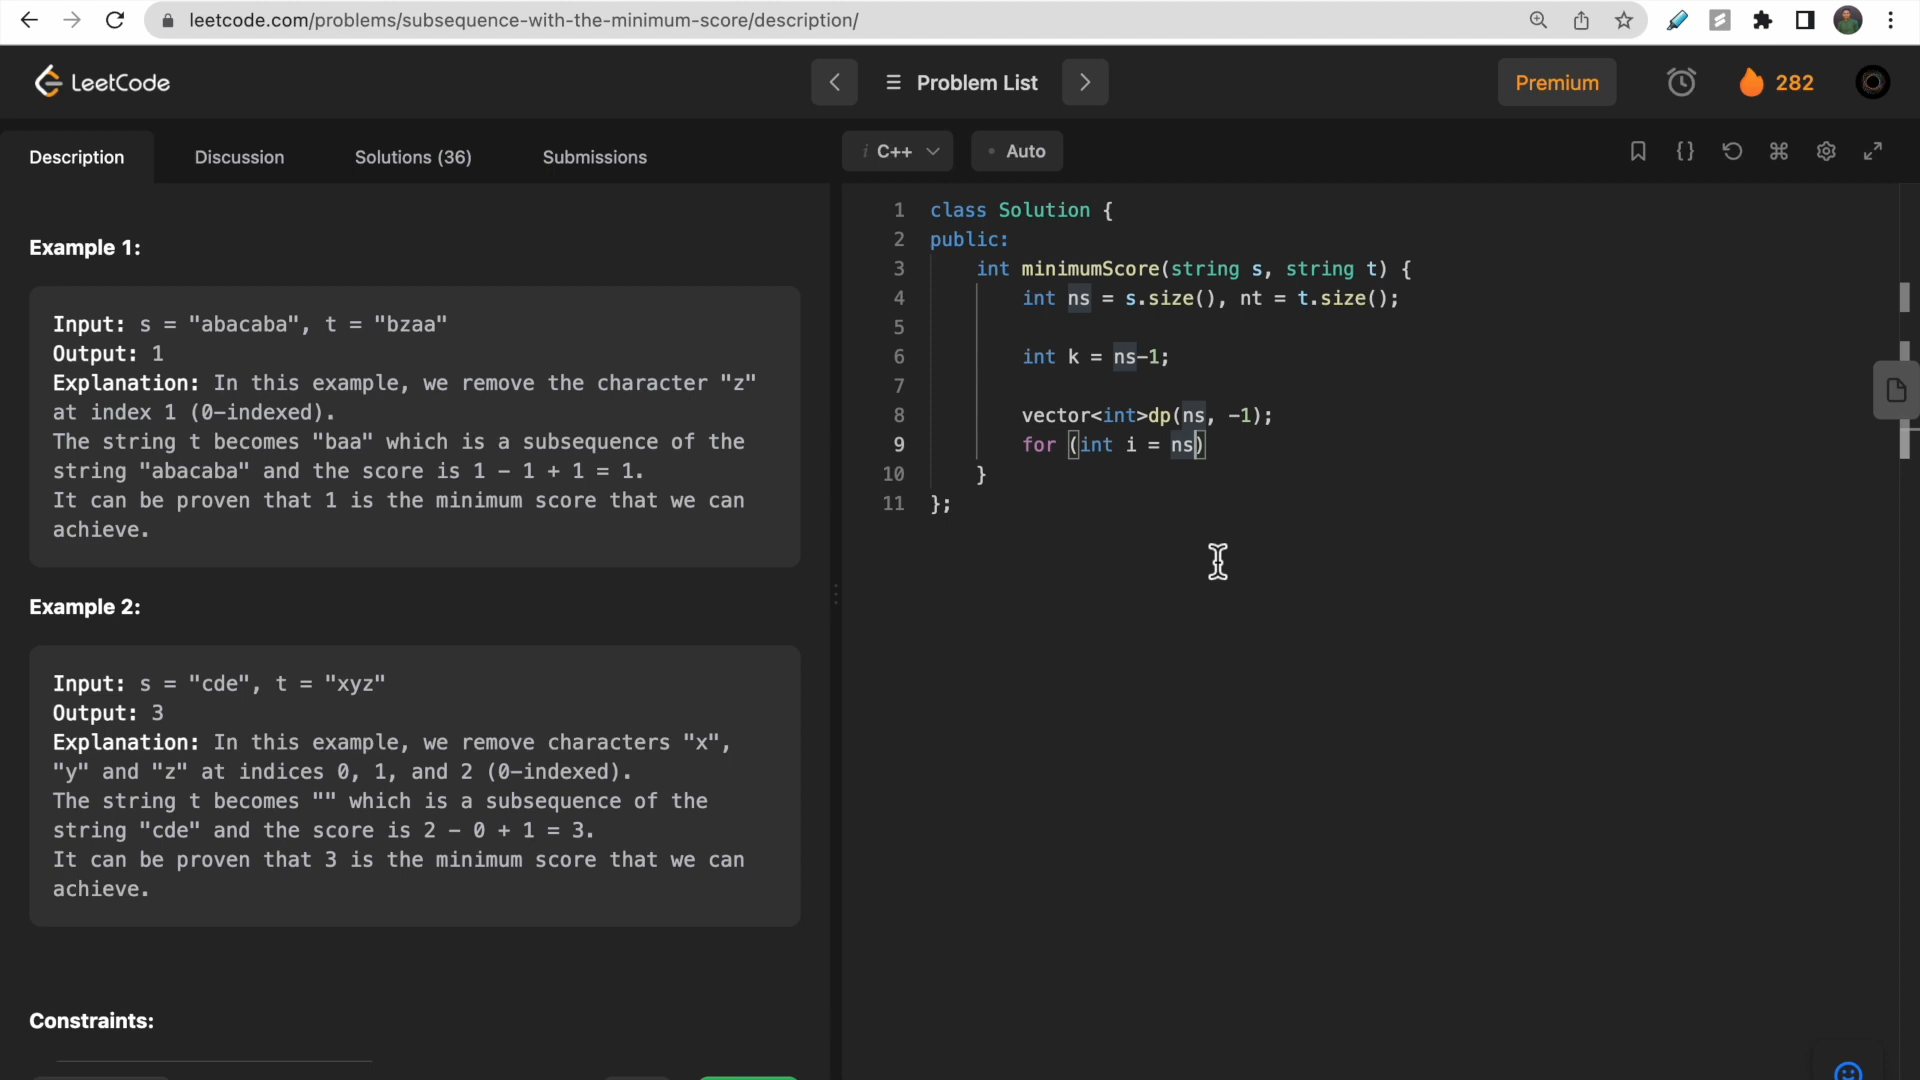 leetcode.com/problems/subsequence-with-the-minimum-score/description/
LeetCode
Problem List
Premium
282
Description
Discussion
Solutions (36)
Submissions
i C++
• Auto
{}
Example 1:
Input: s = "abacaba", t = "bzaa"
Output: 1
Explanation: In this example, we remove the character "z"
at index 1 (0-indexed).
The string t becomes "baa" which is a subsequence of the
string "abacaba" and the score is 1 - 1 + 1 = 1.
It can be proven that 1 is the minimum score that we can
achieve.
Example 2:
Input: s = "cde", t = "xyz"
Output: 3
Explanation: In this example, we remove characters "x",
"y" and "z" at indices 0, 1, and 2 (0-indexed).
The string t becomes "" which is a subsequence of the
string "cde" and the score is 2 - 0 + 1 = 3.
It can be proven that 3 is the minimum score that we can
achieve.
Constraints:
1 class Solution {
2 public:
3 int minimumScore(string s, string t) {
4 int ns = s.size(), nt = t.size();
5
6 int k = ns-1;
7
8 vector<int>dp(ns, -1);
9 for (int i = ns)
10 }
11 };